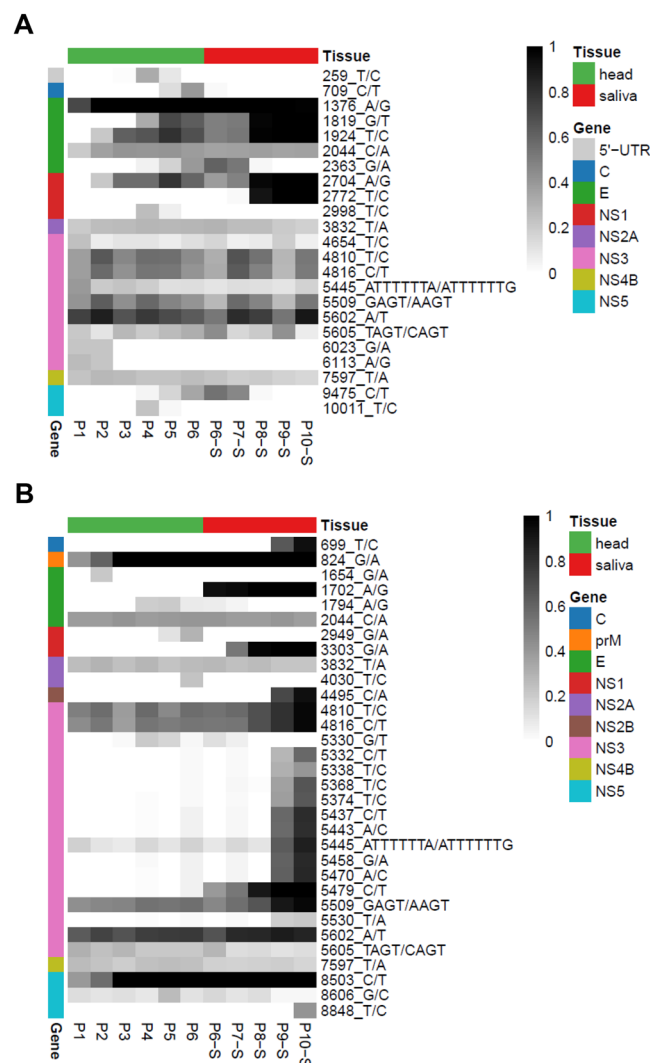 A
Tissue
259_T/C
709_C/T
1376_A/G
1819_G/T
1924_T/C
2044_C/A
2363_G/A
2704_A/G
2772_T/C
2998_T/C
3832_T/A
4654_T/C
4810_T/C
4816_C/T
5445_ATTTTTTA/ATTTTTTG
5509_GAGT/AAGT
5602_A/T
5605_TAGT/CAGT
6023_G/A
6113_A/G
7597_T/A
9475_C/T
10011_T/C
Gene
P1
P2
P3
P4
P5
P6
P6-S
P7-S
P8-S
P9-S
P10-S
1
0.8
0.6
0.4
0.2
0
Tissue
head
saliva
Gene
5'-UTR
C
E
NS1
NS2A
NS3
NS4B
NS5
B
Tissue
699_T/C
824_G/A
1654_G/A
1702_A/G
1794_A/G
2044_C/A
2949_G/A
3303_G/A
3832_T/A
4030_T/C
4495_C/A
4810_T/C
4816_C/T
5330_G/T
5332_C/T
5338_T/C
5368_T/C
5374_T/C
5437_C/T
5443_A/C
5445_ATTTTTTA/ATTTTTTG
5458_G/A
5470_A/C
5479_C/T
5509_GAGT/AAGT
5530_T/A
5602_A/T
5605_TAGT/CAGT
7597_T/A
8503_C/T
8606_G/C
8848_T/C
Gene
P1
P2
P3
P4
P5
P6
P6-S
P7-S
P8-S
P9-S
P10-S
1
0.8
0.6
0.4
0.2
0
Tissue
head
saliva
Gene
C
prM
E
NS1
NS2A
NS2B
NS3
NS4B
NS5